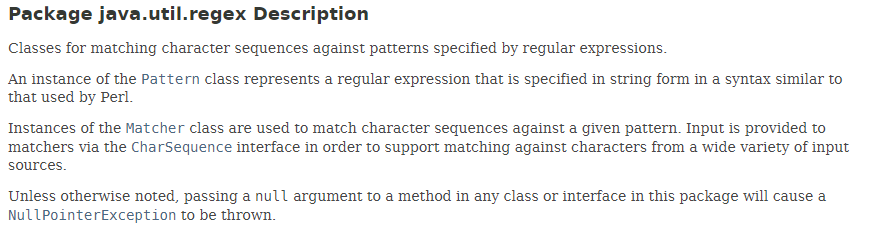 Package java.util.regex Description
Classes for matching character sequences against patterns specified by regular expressions.
An instance of the Pattern class represents a regular expression that is specified in string form in a syntax similar to
that used by Perl.
Instances of the Matcher class are used to match character sequences against a given pattern. Input is provided to
matchers via the CharSequence interface in order to support matching against characters from a wide variety of input
sources.
Unless otherwise noted, passing a null argument to a method in any class or interface in this package will cause a
NullPointerException to be thrown.